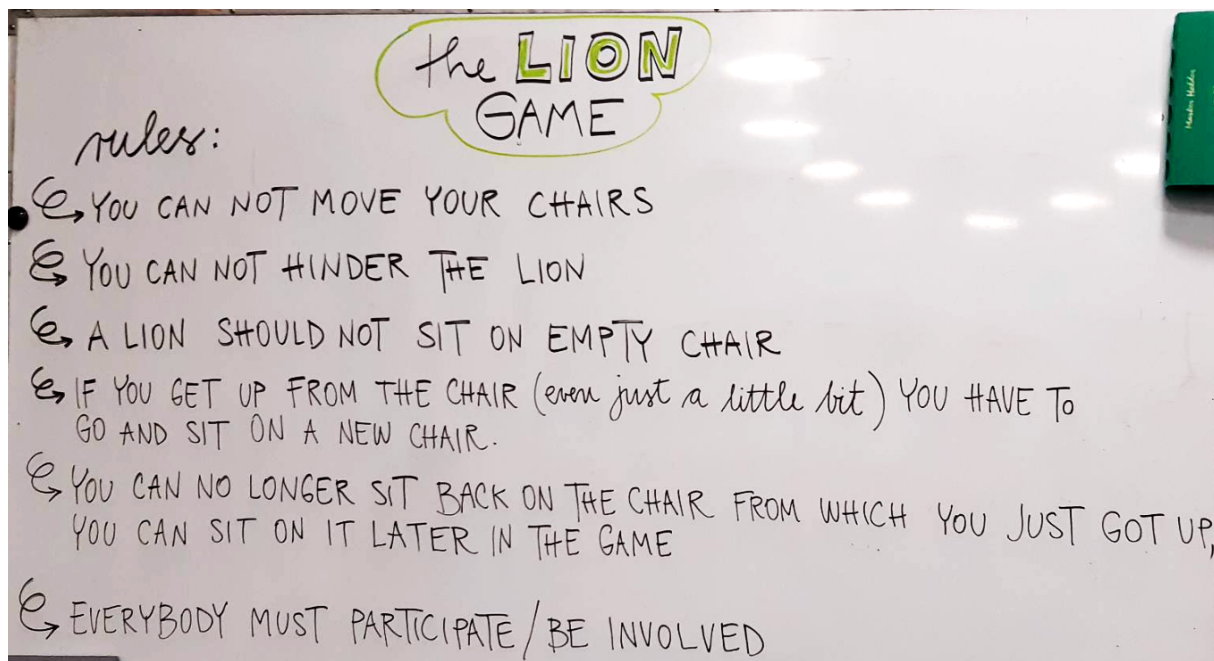 the LION
GAME
rules:
YOU CAN NOT MOVE YOUR CHAIRS
YOU CAN NOT HINDER THE LION
A LION SHOULD NOT SIT ON EMPTY CHAIR
IF YOU GET UP FROM THE CHAIR (even just a little bit) YOU HAVE TO
GO AND SIT ON A NEW CHAIR.
YOU CAN NO LONGER SIT BACK ON THE CHAIR FROM WHICH YOU JUST GOT UP,
YOU CAN SIT ON IT LATER IN THE GAME
EVERYBODY MUST PARTICIPATE/BE INVOLVED